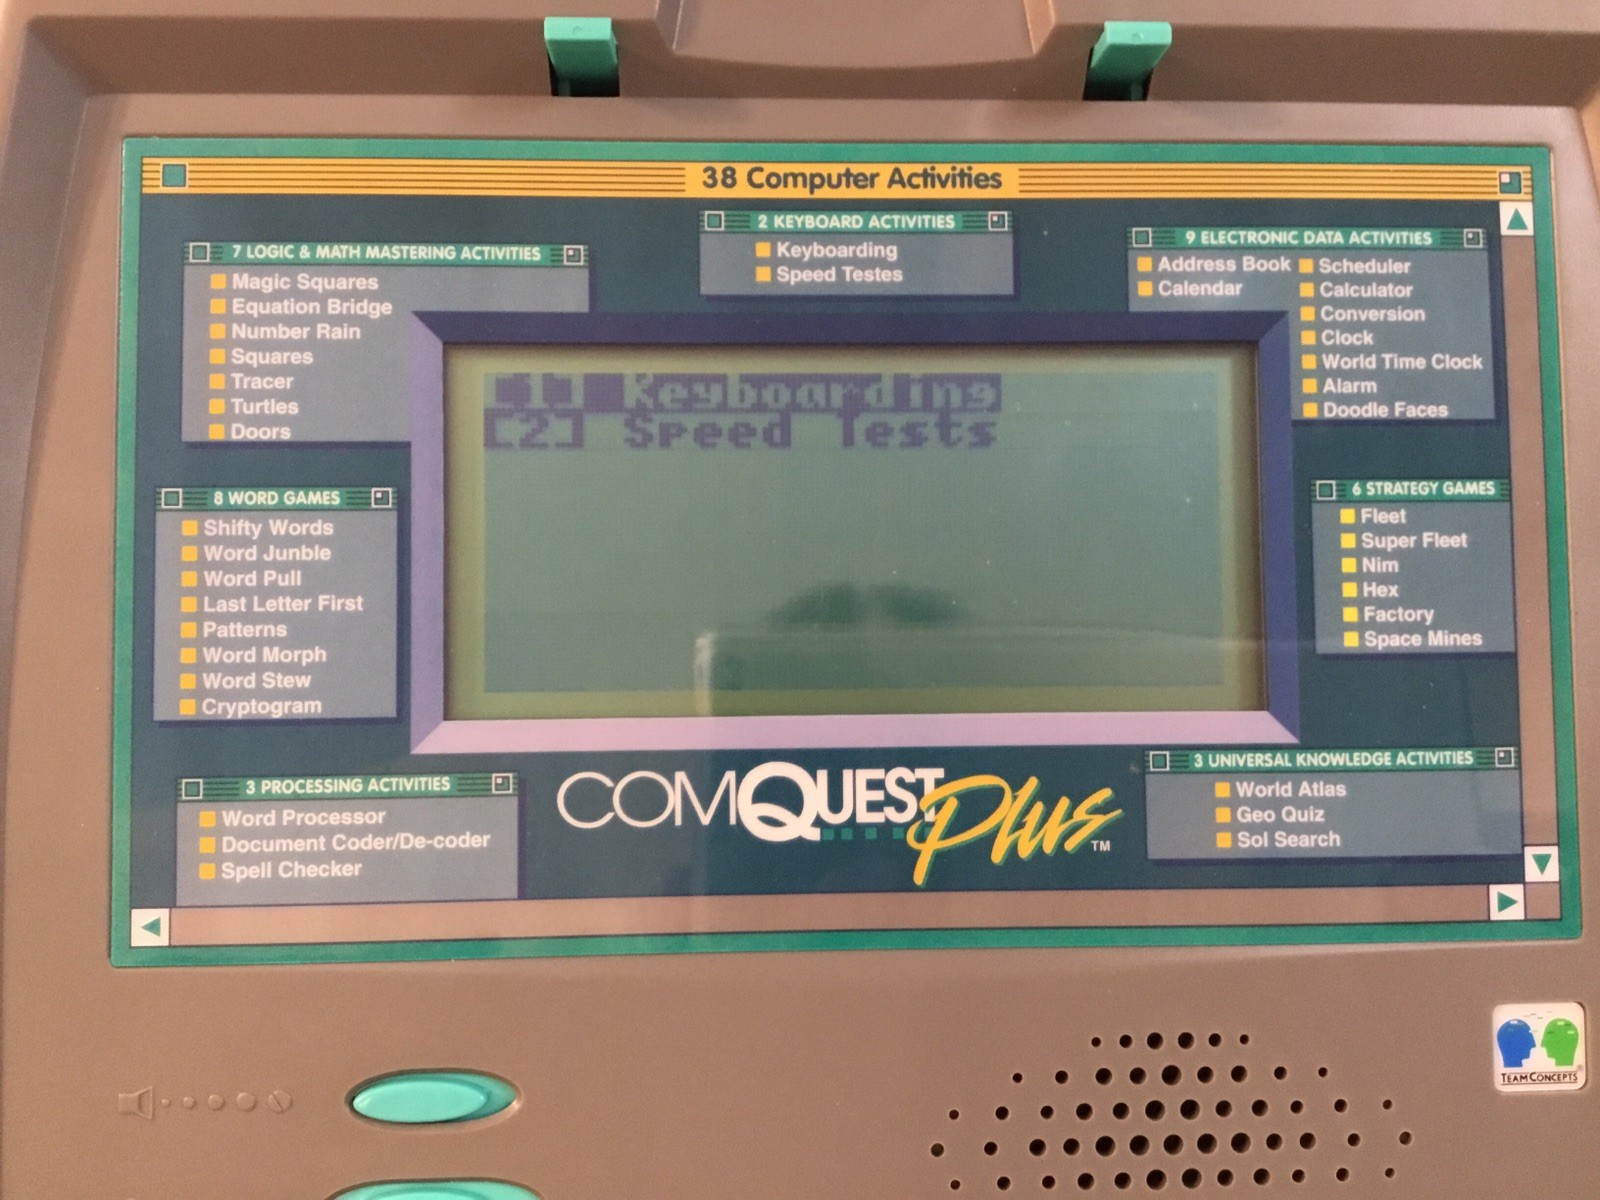 38 Computer Activities
7 LOGIC & MATH MASTERING ACTIVITIES
Magic Squares
Equation Bridge
Number Rain
Squares
Tracer
Turtles
Doors
2 KEYBOARD ACTIVITIES
Keyboarding
Speed Testes
9 ELECTRONIC DATA ACTIVITIES
Address Book
Calendar
Scheduler
Calculator
Conversion
Clock
World Time Clock
Alarm
Doodle Faces
[1] Keyboarding
[2] Speed Tests
8 WORD GAMES
Shifty Words
Word Junble
Word Pull
Last Letter First
Patterns
Word Morph
Word Stew
Cryptogram
6 STRATEGY GAMES
Fleet
Super Fleet
Nim
Hex
Factory
Space Mines
3 PROCESSING ACTIVITIES
Word Processor
Document Coder/De-coder
Spell Checker
COMQUEST Plus™
3 UNIVERSAL KNOWLEDGE ACTIVITIES
World Atlas
Geo Quiz
Sol Search
TEAMCONCEPTS®